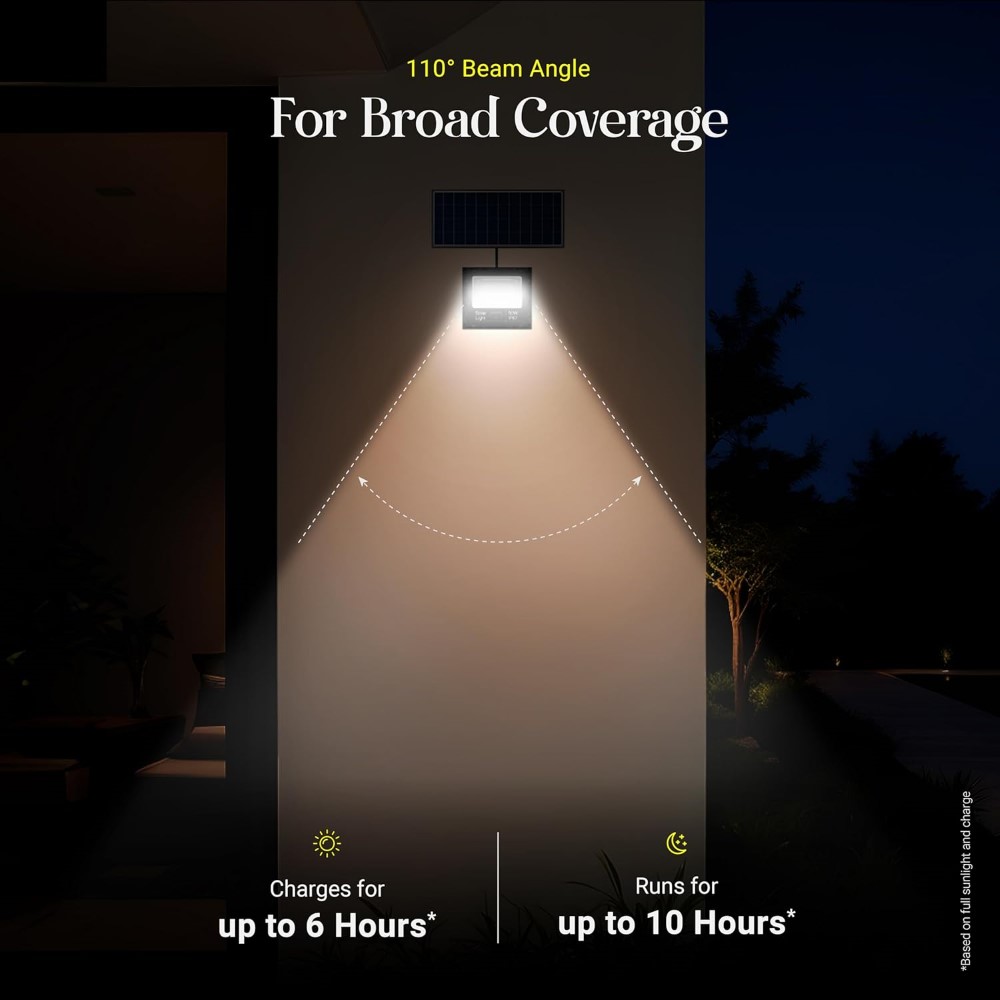 110° Beam Angle
For Broad Coverage
Charges for
up to 6 Hours*
Runs for
up to 10 Hours*
*Based on full sunlight and charge